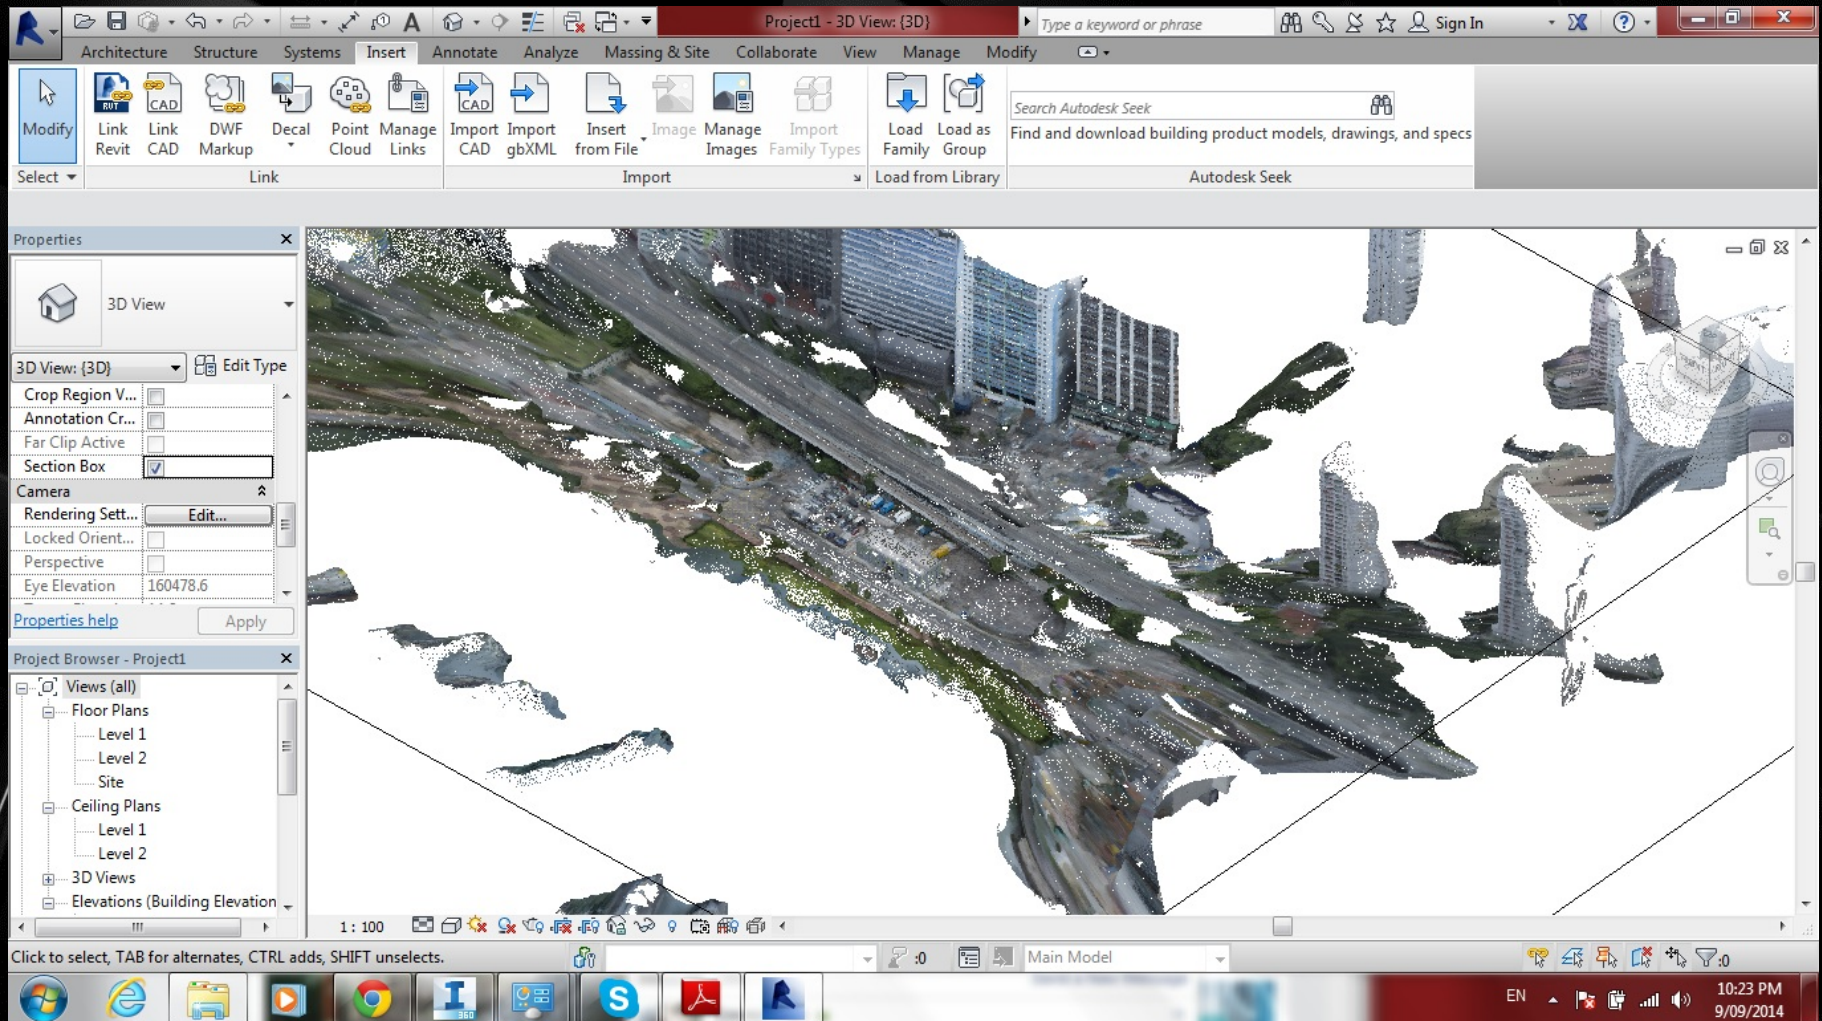 Project1 - 3D View: {3D}
Type a keyword or phrase
Sign In
Architecture Structure Systems Insert Annotate Analyze Massing & Site Collaborate View Manage Modify
Modify
Link Revit
Link CAD
DWF Markup
Decal
Point Cloud
Manage Links
Import CAD
Import gbXML
Insert from File
Image
Manage Images
Import Family Types
Load Family
Load as Group
RVT
CAD
CAD
Search Autodesk Seek
Find and download building product models, drawings, and specs
Select
Link
Import
Load from Library
Autodesk Seek
Properties
3D View
3D View: {3D}
Edit Type
Crop Region V...
Annotation Cr...
Far Clip Active
Section Box
Camera
Rendering Sett... Edit...
Locked Orient...
Perspective
Eye Elevation 160478.6
Properties help
Apply
Project Browser - Project1
Views (all)
Floor Plans
Level 1
Level 2
Site
Ceiling Plans
Level 1
Level 2
3D Views
Elevations (Building Elevation
1 : 100
Click to select, TAB for alternates, CTRL adds, SHIFT unselects.
:0
Main Model
:0
360
EN
10:23 PM
9/09/2014